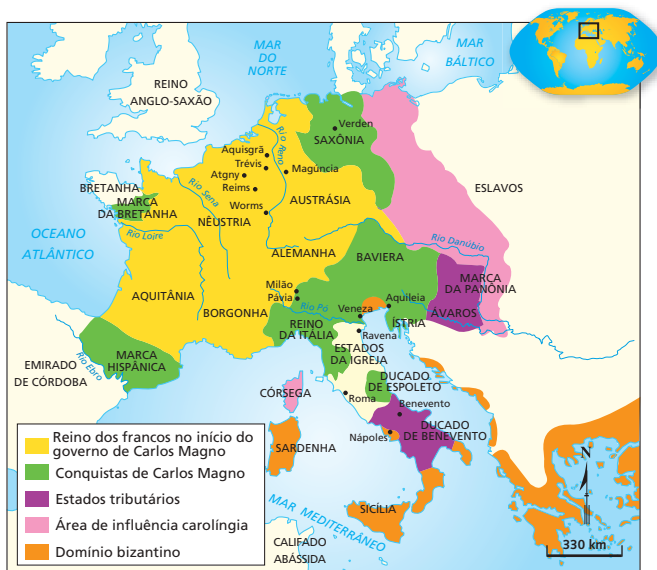 MAR
DO
NORTE
MAR
BÁLTICO
REINO
ANGLO-SAXÃO
Verden
SAXÔNIA
Aquisgrã
Trévis
Atgny
Reims
Worms
Rio Reno
Magúncia
AUSTRÁSIA
ESLAVOS
BRETANHA
MARCA
DA BRETANHA
Rio Sena
NÊUSTRIA
OCEANO
ATLÂNTICO
Rio Loire
ALEMANHA
BAVIERA
Rio Danúbio
MARCA
DA PANÔNIA
ÁVAROS
AQUITÂNIA
BORGONHA
Milão
Pávia
Rio Pó
Veneza
Aquileia
ÍSTRIA
REINO
DA ITÁLIA
Ravena
ESTADOS
DA IGREJA
MARCA
HISPÂNICA
EMIRADO
DE CÓRDOBA
Rio Ebro
CÓRSEGA
DUCADO
DE ESPOLETO
Roma
Benevento
DUCADO
DE BENEVENTO
Nápoles
SARDENHA
SICÍLIA
MAR MEDITERRÂNEO
CALIFADO
ABÁSSIDA
Reino dos francos no início do
governo de Carlos Magno
Conquistas de Carlos Magno
Estados tributários
Área de influência carolíngia
Domínio bizantino
N
330 km